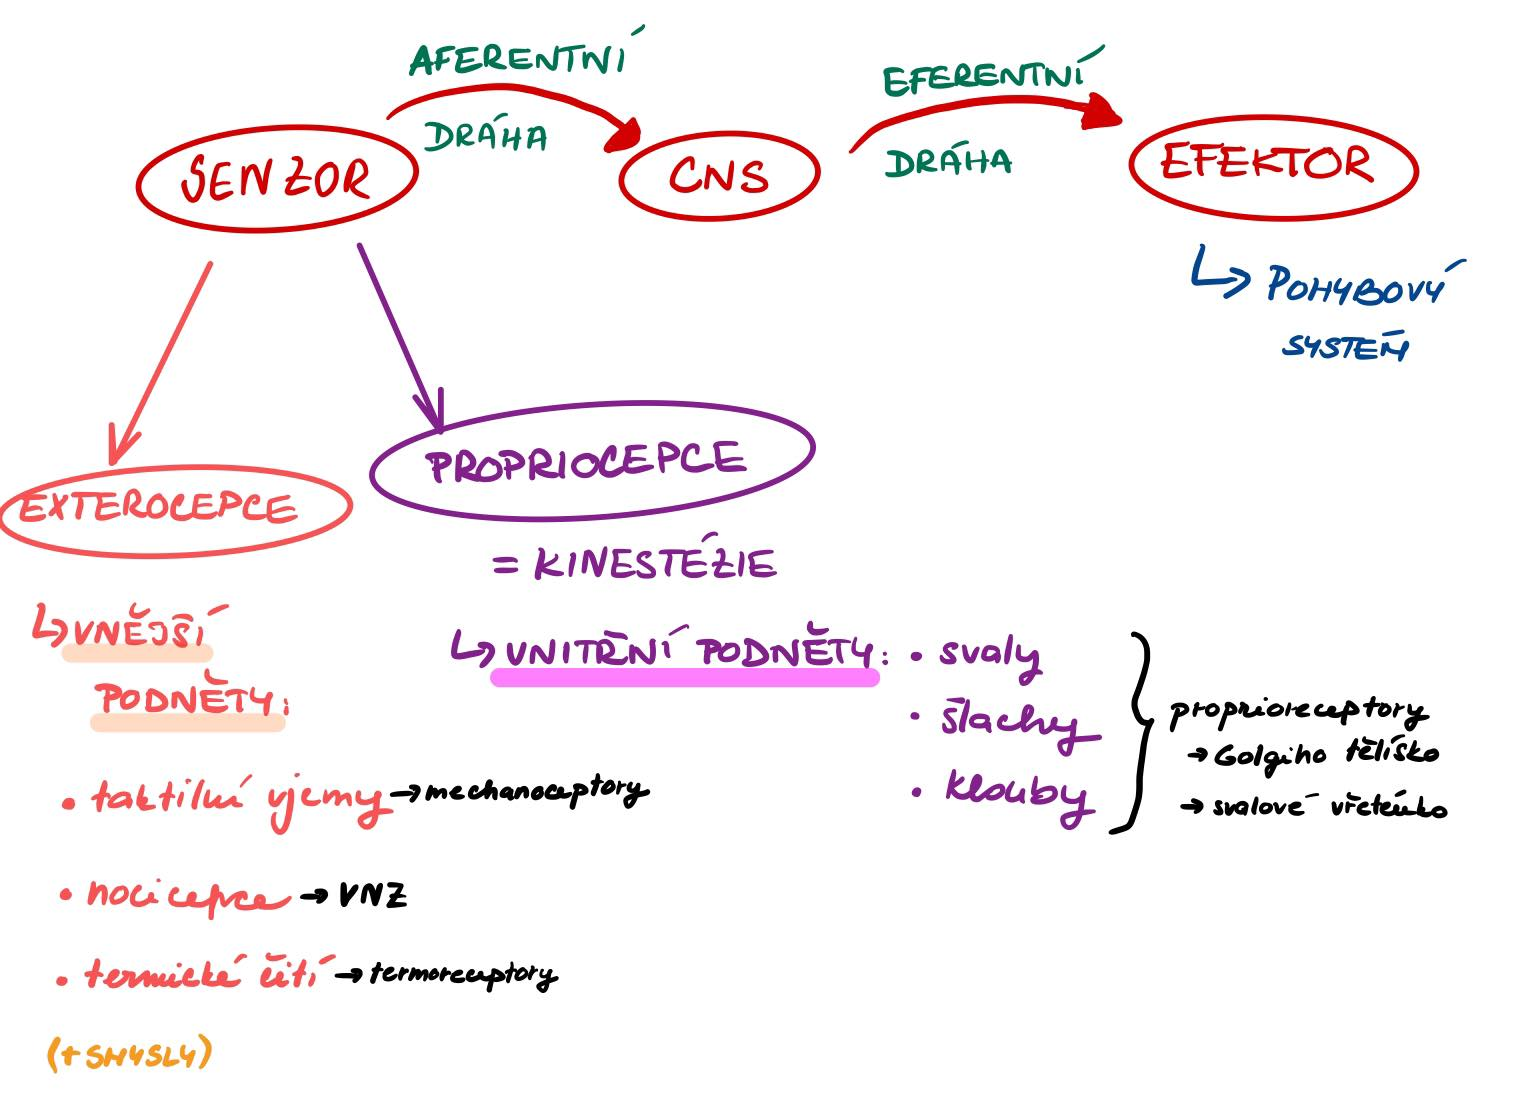 AFERENTNÍ
DRÁHA
EFERENTNÍ
DRÁHA
SENZOR
CNS
EFEKTOR
↳ POHYBOVÝ
SYSTÉM
EXTEROCEPCE
PROPRIOCEPCE
= KINESTÉZIE
↳ VNĚJŠÍ
PODNĚTY:
• taktilní vjemy → mechanoceptory
• nocicepce → VNZ
• termické čití → termoreceptory
(+ SMYSLY)
↳ VNITŘNÍ PODNĚTY: • svaly
• šlachy
• klouby
proprioreceptory
→ Golgiho tělísko
→ svalové vřeténko